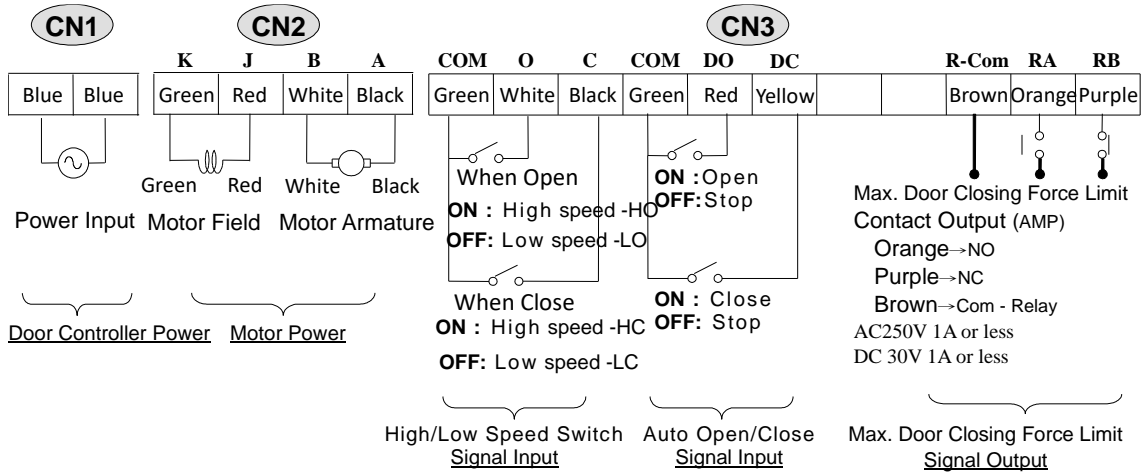 CN1 CN2 CN3
K J B A COM O C COM DO DC R-Com RA RB
Blue Blue Green Red White Black Green White Black Green Red Yellow Brown Orange Purple
Green Red White Black
Power Input Motor Field Motor Armature
When Open
ON : High speed -HO
OFF: Low speed -LO
When Close
ON : High speed -HC
OFF: Low speed -LC
ON :Open
OFF:Stop
ON : Close
OFF: Stop
Max. Door Closing Force Limit
Contact Output (AMP)
Orange→NO
Purple→NC
Brown→Com - Relay
AC250V 1A or less
DC 30V 1A or less
Door Controller Power Motor Power
High/Low Speed Switch
Signal Input
Auto Open/Close
Signal Input
Max. Door Closing Force Limit
Signal Output